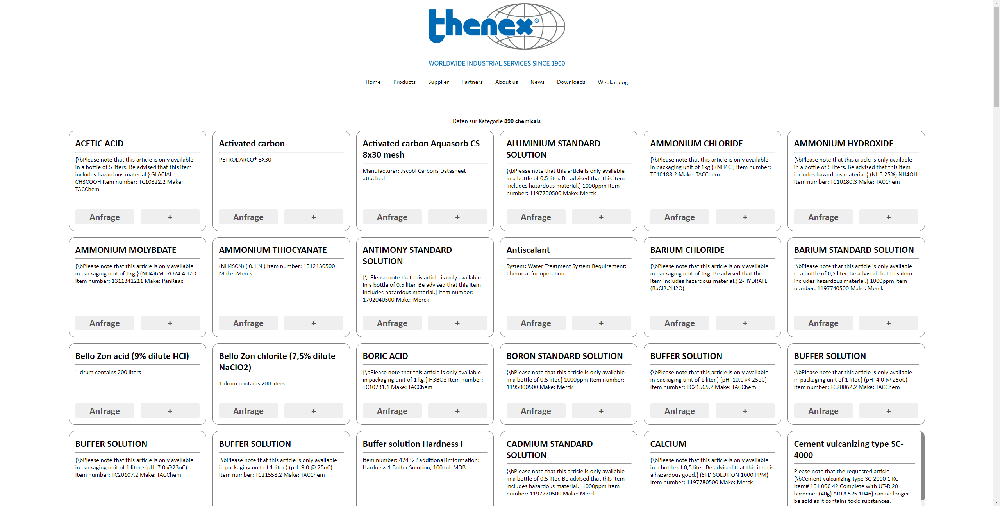 thenex®
WORLDWIDE INDUSTRIAL SERVICES SINCE 1900
Home
Products
Supplier
Partners
About us
News
Downloads
Webkatalog
Daten zur Kategorie 890 chemicals
ACETIC ACID
{\bPlease note that this article is only available
in a bottle of 5 liters. Be advised that this item
includes hazardous material.} GLACIAL
CH3COOH Item number: TC10322.2 Make:
TACChem
Anfrage
+
Activated carbon
PETRODARCO® 8X30
Anfrage
+
Activated carbon Aquasorb CS
8x30 mesh
Manufacturer: Jacobi Carbons Datasheet
attached
Anfrage
+
ALUMINIUM STANDARD
SOLUTION
{\bPlease note that this article is only available
in a bottle of 0,5 liter. Be advised that this item
includes hazardous material.} 1000ppm Item
number: 1197700500 Make: Merck
Anfrage
+
AMMONIUM CHLORIDE
{\bPlease note that this article is only available
in packaging unit of 1kg.} (NH4Cl) Item number:
TC10188.2 Make: TACChem
Anfrage
+
AMMONIUM HYDROXIDE
{\bPlease note that this article is only available
in a bottle of 5 liters. Be advised that this item
includes hazardous material.} (NH3 25%) NH4OH
Item number: TC10180.3 Make: TACChem
Anfrage
+
AMMONIUM MOLYBDATE
{\bPlease note that this article is only available
in packaging unit of 1kg.} (NH4)6Mo7O24.4H2O
Item number: 1311341211 Make: PanReac
Anfrage
+
AMMONIUM THIOCYANATE
(NH4SCN) ( 0.1 N ) Item number: 1012130500
Make: Merck
Anfrage
+
ANTIMONY STANDARD
SOLUTION
{\bPlease note that this article is only available
in a bottle of 0,5 liter. Be advised that this item
includes hazardous material.} Item number:
1702040500 Make: Merck
Anfrage
+
Antiscalant
System: Water Treatment System Requirement:
Chemical for operation
Anfrage
+
BARIUM CHLORIDE
{\bPlease note that this article is only available
in packaging unit of 1kg. Be advised that this
item includes hazardous material.} 2-HYDRATE
(BaCl2.2H2O)
Anfrage
+
BARIUM STANDARD SOLUTION
{\bPlease note that this article is only available
in a bottle of 0,5 liter. Be advised that this item
includes hazardous material.} 1000ppm Item
number: 1197740500 Make: Merck
Anfrage
+
Bello Zon acid (9% dilute HCI)
1 drum contains 200 liters
Anfrage
+
Bello Zon chlorite (7,5% dilute
NaCIO2)
1 drum contains 200 liters
Anfrage
+
BORIC ACID
{\bPlease note that this article is only available
in packaging unit of 1 kg.} H3BO3 Item number:
TC10231.1 Make: TACChem
Anfrage
+
BORON STANDARD SOLUTION
{\bPlease note that this article is only available
in a bottle of 0,5 liter.} 1000ppm Item number:
1195000500 Make: Merck
Anfrage
+
BUFFER SOLUTION
{\bPlease note that this article is only available
in packaging unit of 1 liter.} (pH=10.0 @ 25oC)
Item number: TC21565.2 Make: TACChem
Anfrage
+
BUFFER SOLUTION
{\bPlease note that this article is only available
in packaging unit of 1 liter.} (pH=4.0 @ 25oC)
Item number: TC20062.2 Make: TACChem
Anfrage
+
BUFFER SOLUTION
{\bPlease note that this article is only available
in packaging unit of 1 liter.} (pH=7.0 @23oC)
Item number: TC20107.2 Make: TACChem
BUFFER SOLUTION
{\bPlease note that this article is only available
in packaging unit of 1 liter.} (pH=9.0 @ 25oC)
Item number: TC21558.2 Make: TACChem
Buffer solution Hardness I
Item number: 42432? additional imformation:
Hardness 1 Buffer Solution, 100 mL MDB
CADMIUM STANDARD
SOLUTION
{\bPlease note that this article is only available
in a bottle of 0,5 liter. Be advised that this item
includes hazardous material.} 1000ppm Item
number: 1197770500 Make: Merck
CALCIUM
{\bPlease note that this article is only available
in a bottle of 0,5 liter. Be advised that this item is
a hazardous good.} (STD.SOLUTION 1000 PPM)
Item number: 1197780500 Make: Merck
Cement vulcanizing type SC-
4000
Please note that the requested article
{\bCement vulcanizing type SC-2000 1 KG
Item# 101 000 42 Complete with UT-R 20
hardener (40g) ART# 525 1046} can no longer
be sold as it contains toxic substances.